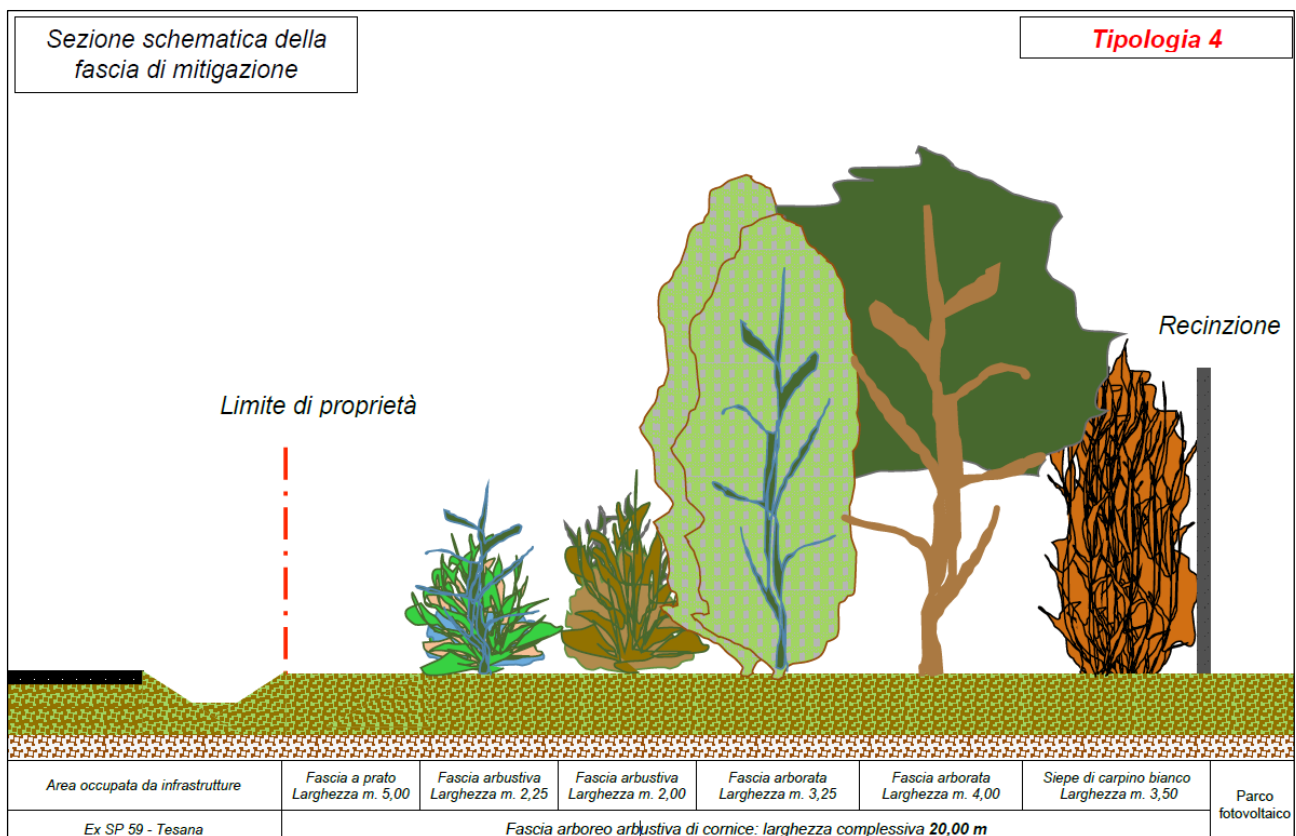 Sezione schematica della
fascia di mitigazione
Tipologia 4
Recinzione
Limite di proprietà
Area occupata da infrastrutture
Fascia a prato
Larghezza m. 5,00
Fascia arbustiva
Larghezza m. 2,25
Fascia arbustiva
Larghezza m. 2,00
Fascia arborata
Larghezza m. 3,25
Fascia arborata
Larghezza m. 4,00
Siepe di carpino bianco
Larghezza m. 3,50
Parco
fotovoltaico
Ex SP 59 - Tesana
Fascia arboreo arbustiva di cornice: larghezza complessiva 20,00 m